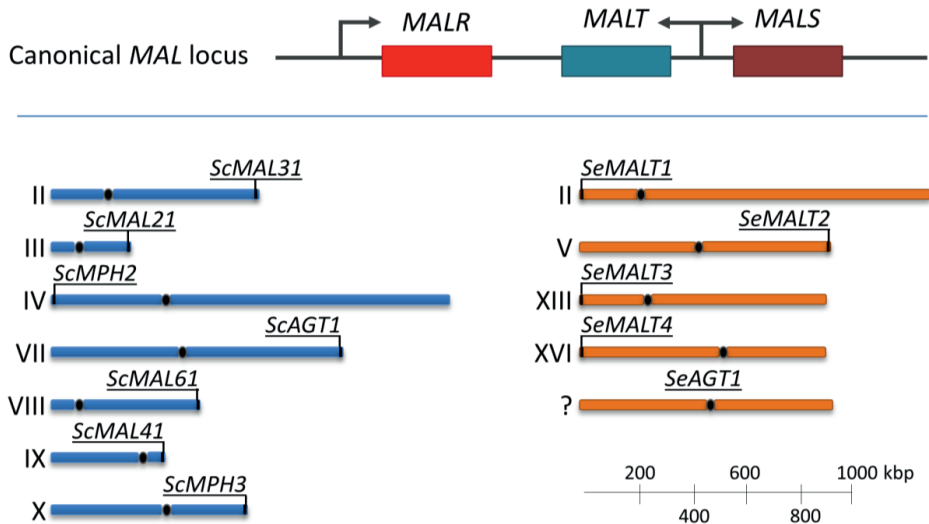 MALR MALT MALS
Canonical MAL locus
ScMAL31
II
ScMAL21
III
ScMPH2
IV
ScAGT1
VII
ScMAL61
VIII
ScMAL41
IX
ScMPH3
X
SeMALT1
II
SeMALT2
V
SeMALT3
XIII
SeMALT4
XVI
SeAGT1
?
200 600 1000 kbp
400 800